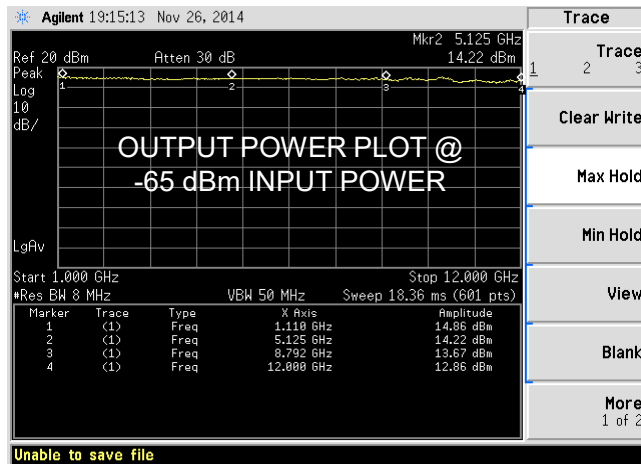 Agilent 19:15:13 Nov 26, 2014
Trace
Mkr2 5.125 GHz
Ref 20 dBm Atten 30 dB 14.22 dBm
Peak
Log
10
dB/
1 2 3 4
OUTPUT POWER PLOT @
-65 dBm INPUT POWER
LgAv
Start 1.000 GHz Stop 12.000 GHz
#Res BW 8 MHz VBW 50 MHz Sweep 18.36 ms (601 pts)
Marker Trace Type X Axis Amplitude
1 (1) Freq 1.110 GHz 14.86 dBm
2 (1) Freq 5.125 GHz 14.22 dBm
3 (1) Freq 8.792 GHz 13.67 dBm
4 (1) Freq 12.000 GHz 12.86 dBm
Unable to save file
Trace
1 2 3
Clear Write
Max Hold
Min Hold
View
Blank
More
1 of 2